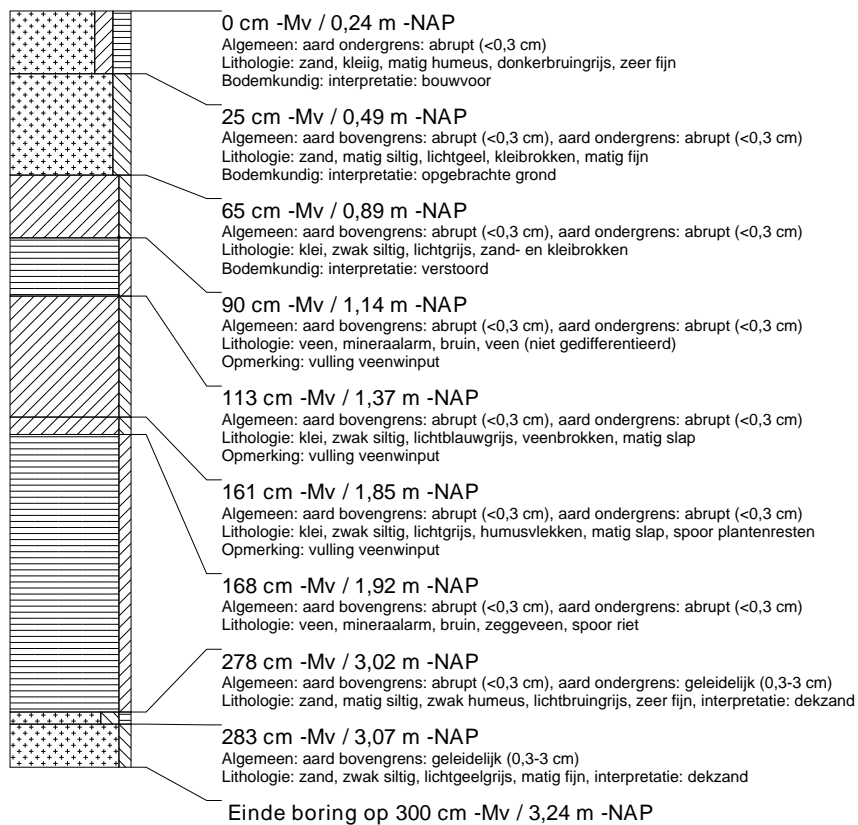 0 cm -Mv / 0,24 m -NAP
Algemeen: aard ondergrens: abrupt (<0,3 cm)
Lithologie: zand, kleiig, matig humeus, donkerbruingrijs, zeer fijn
Bodemkundig: interpretatie: bouwvoor
25 cm -Mv / 0,49 m -NAP
Algemeen: aard bovengrens: abrupt (<0,3 cm), aard ondergrens: abrupt (<0,3 cm)
Lithologie: zand, matig siltig, lichtgeel, kleibrokken, matig fijn
Bodemkundig: interpretatie: opgebrachte grond
65 cm -Mv / 0,89 m -NAP
Algemeen: aard bovengrens: abrupt (<0,3 cm), aard ondergrens: abrupt (<0,3 cm)
Lithologie: klei, zwak siltig, lichtgrijs, zand- en kleibrokken
Bodemkundig: interpretatie: verstoord
90 cm -Mv / 1,14 m -NAP
Algemeen: aard bovengrens: abrupt (<0,3 cm), aard ondergrens: abrupt (<0,3 cm)
Lithologie: veen, mineraalarm, bruin, veen (niet gedifferentieerd)
Opmerking: vulling veenwinput
113 cm -Mv / 1,37 m -NAP
Algemeen: aard bovengrens: abrupt (<0,3 cm), aard ondergrens: abrupt (<0,3 cm)
Lithologie: klei, zwak siltig, lichtblauwgrijs, veenbrokken, matig slap
Opmerking: vulling veenwinput
161 cm -Mv / 1,85 m -NAP
Algemeen: aard bovengrens: abrupt (<0,3 cm), aard ondergrens: abrupt (<0,3 cm)
Lithologie: klei, zwak siltig, lichtgrijs, humusvlekken, matig slap, spoor plantenresten
Opmerking: vulling veenwinput
168 cm -Mv / 1,92 m -NAP
Algemeen: aard bovengrens: abrupt (<0,3 cm), aard ondergrens: abrupt (<0,3 cm)
Lithologie: veen, mineraalarm, bruin, zeggeveen, spoor riet
278 cm -Mv / 3,02 m -NAP
Algemeen: aard bovengrens: abrupt (<0,3 cm), aard ondergrens: geleidelijk (0,3-3 cm)
Lithologie: zand, matig siltig, zwak humeus, lichtbruingrijs, zeer fijn, interpretatie: dekzand
283 cm -Mv / 3,07 m -NAP
Algemeen: aard bovengrens: geleidelijk (0,3-3 cm)
Lithologie: zand, zwak siltig, lichtgeelgrijs, matig fijn, interpretatie: dekzand
Einde boring op 300 cm -Mv / 3,24 m -NAP